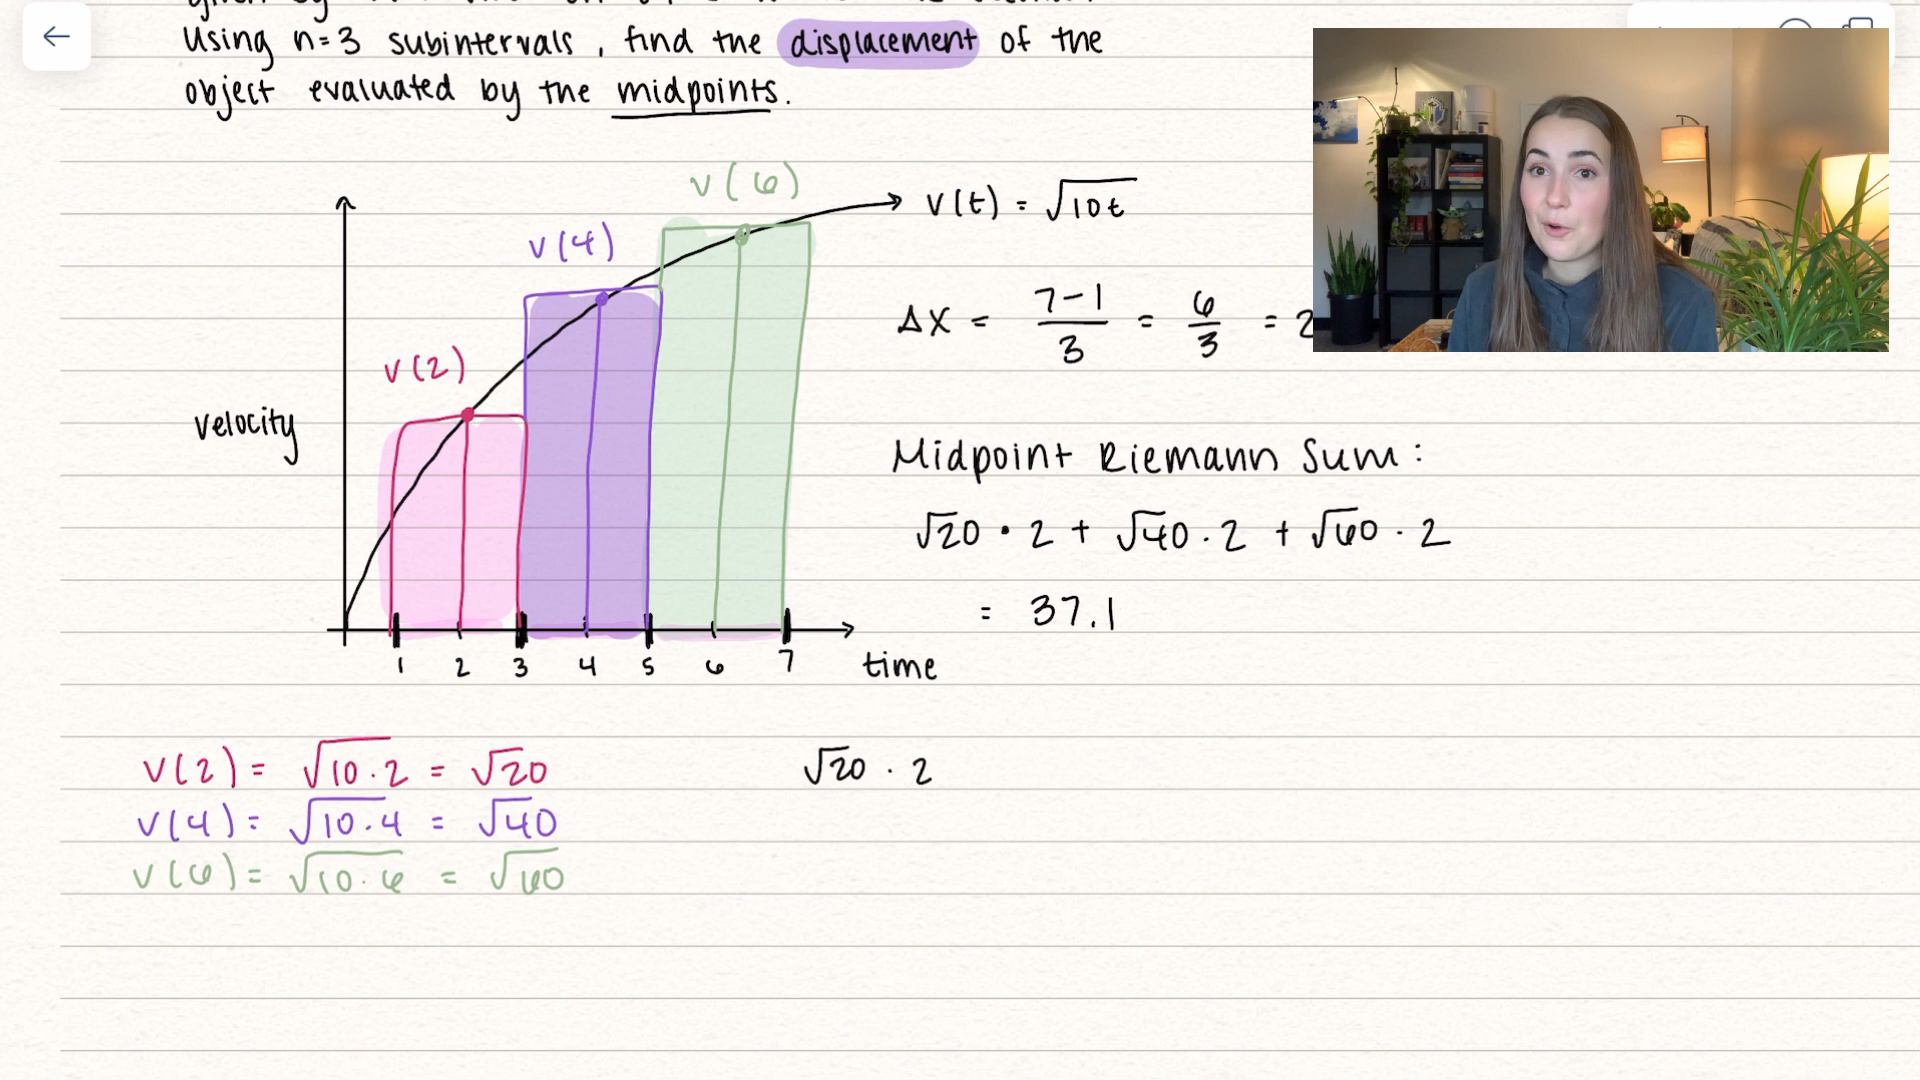 Using n=3 subintervals, find the displacement of the
object evaluated by the midpoints.
v(6)
v(t) = √10t
v(4)
Δx = 7-1/3 = 6/3 = 2
v(2)
velocity
Midpoint Riemann Sum:
√20 · 2 + √40 · 2 + √60 · 2
= 37.1
1 2 3 4 5 6 7 time
v(2) = √10·2 = √20
√20 · 2
v(4) = √10·4 = √40
v(6) = √10·6 = √60